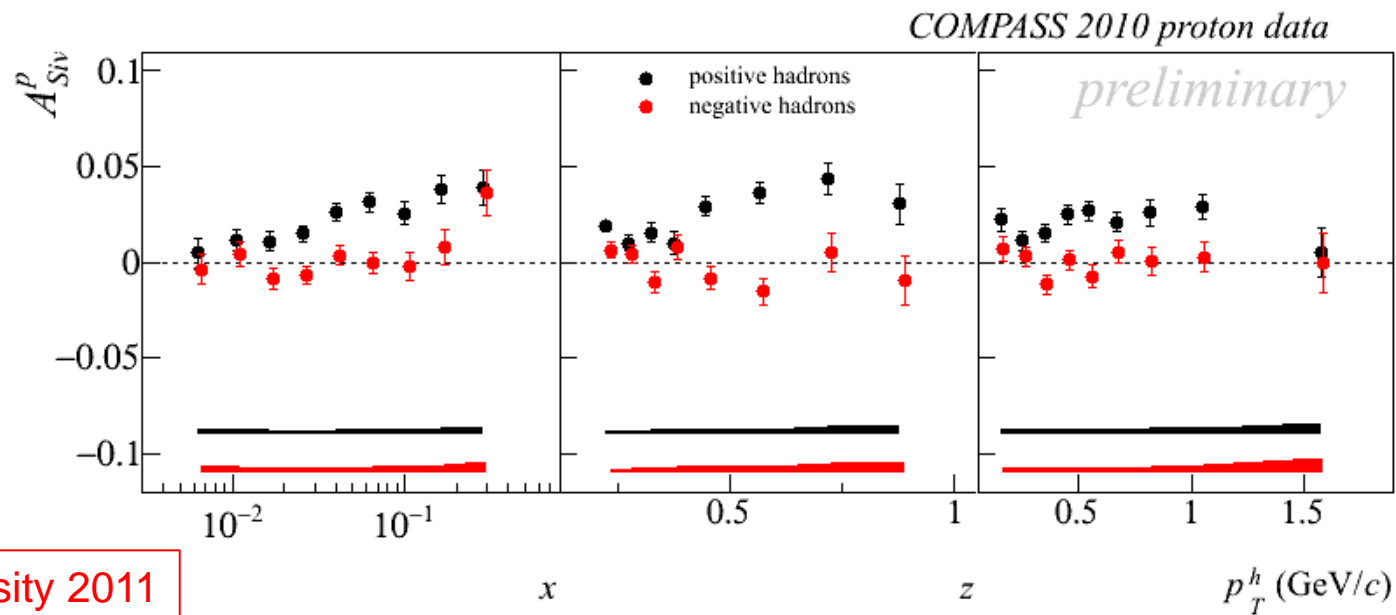 COMPASS 2010 proton data
preliminary
A^p_Siv
0.1
0.05
0
−0.05
−0.1
positive hadrons
negative hadrons
10⁻² 10⁻¹
0.5 1
0.5 1 1.5
x
z
p_T^h (GeV/c)
sity 2011